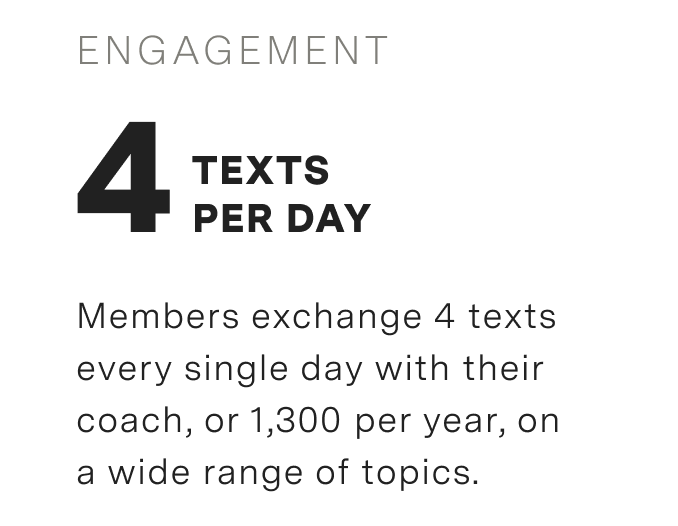 ENGAGEMENT
4 TEXTS
PER DAY
Members exchange 4 texts
every single day with their
coach, or 1,300 per year, on
a wide range of topics.